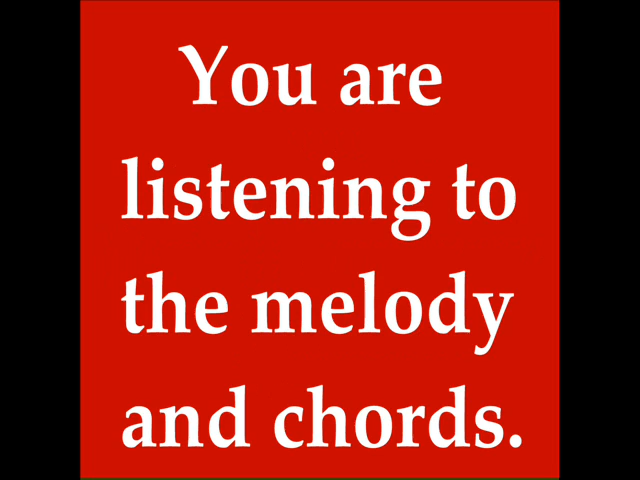 You are
listening to
the melody
and chords.